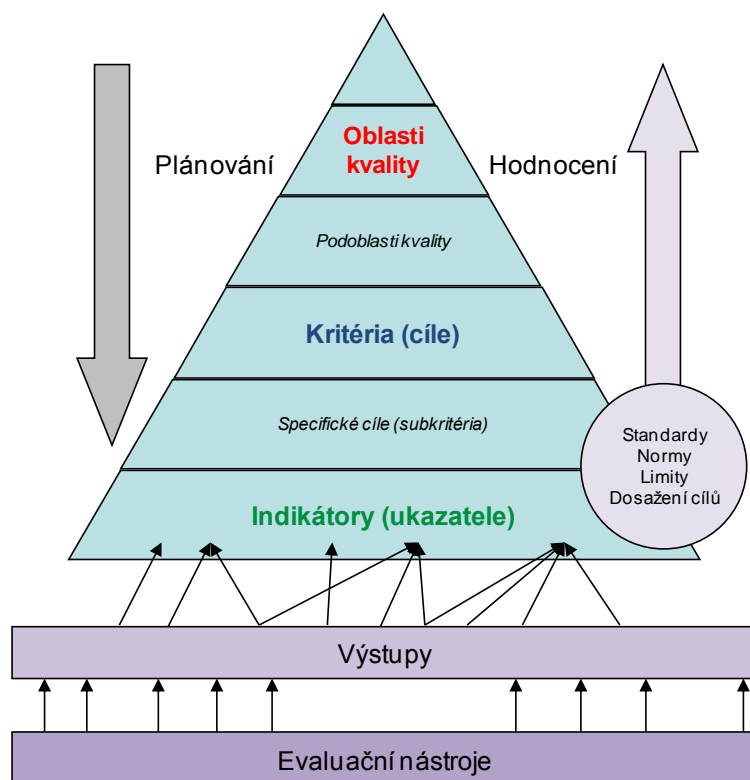 Oblasti
kvality
Plánování
Hodnocení
Podoblasti kvality
Kritéria (cíle)
Specifické cíle (subkritéria)
Standardy
Normy
Limity
Dosažení cílů
Indikátory (ukazatele)
Výstupy
Evaluační nástroje